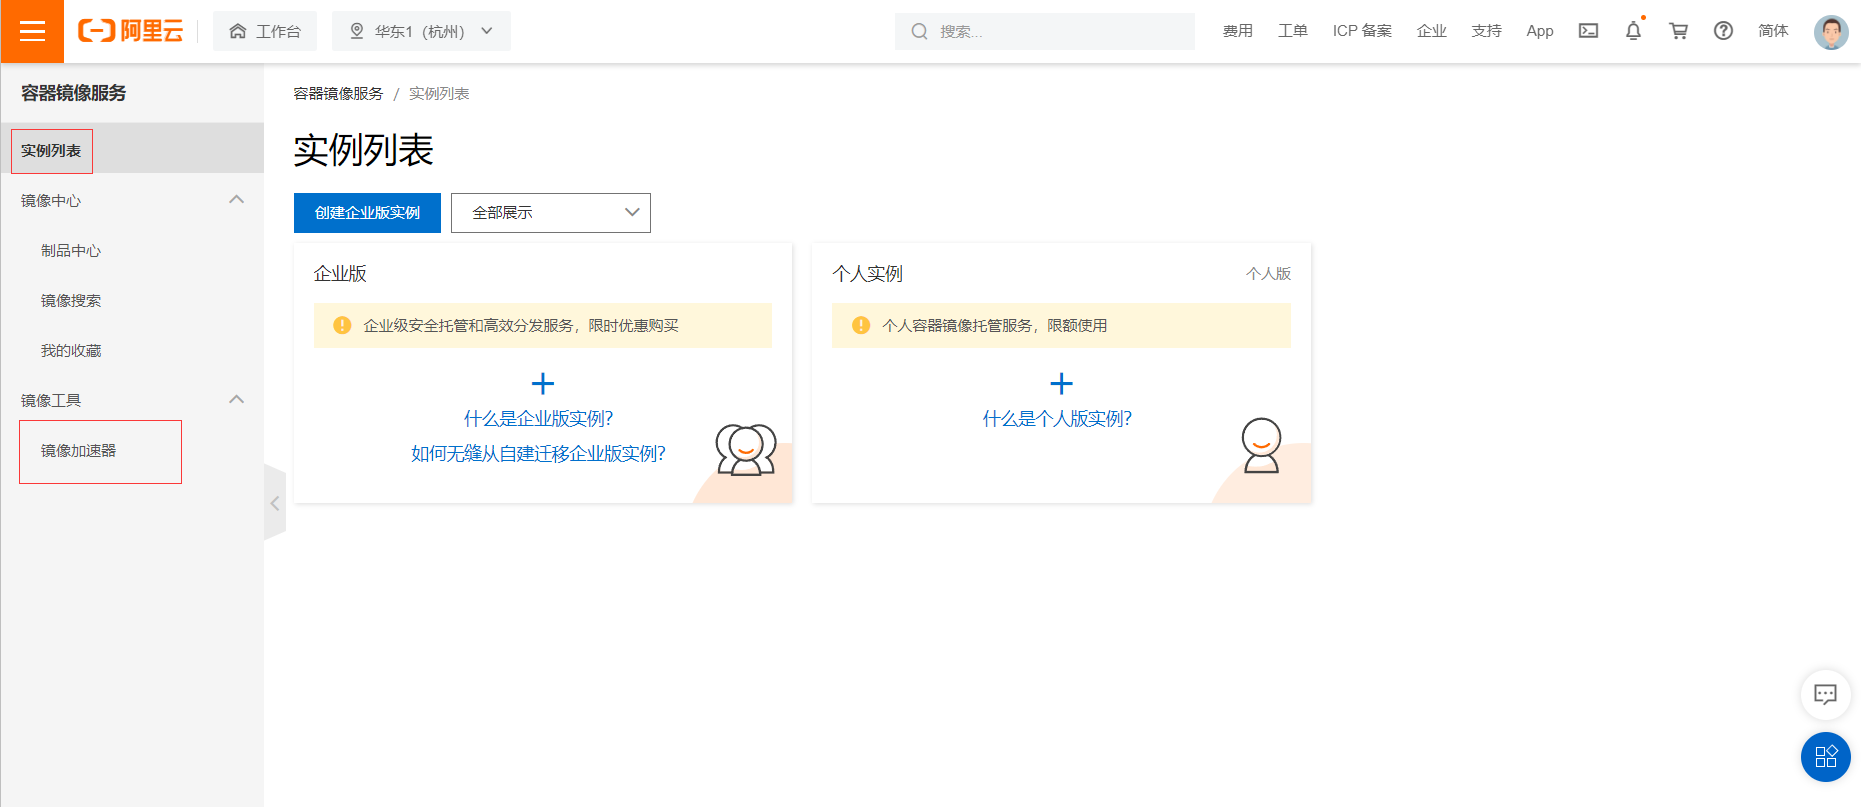 阿里云
工作台
华东1（杭州）
搜索...
费用
工单
ICP 备案
企业
支持
App
简体
容器镜像服务
实例列表
镜像中心
制品中心
镜像搜索
我的收藏
镜像工具
镜像加速器
容器镜像服务 / 实例列表
实例列表
创建企业版实例
全部展示
企业版
企业级安全托管和高效分发服务，限时优惠购买
什么是企业版实例？
如何无缝从自建迁移企业版实例？
个人实例
个人版
个人容器镜像托管服务，限额使用
什么是个人版实例？